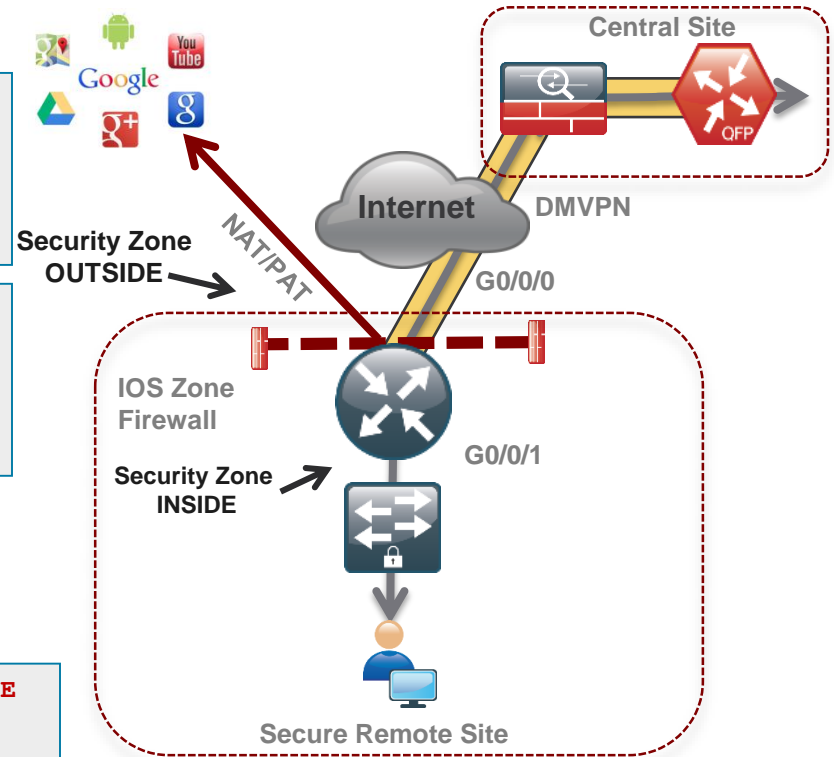 Central Site
You
Tube
Google
g+
g
QFP
Internet
DMVPN
NAT/PAT
Security Zone
OUTSIDE
G0/0/0
IOS Zone
Firewall
G0/0/1
Security Zone
INSIDE
E
Secure Remote Site